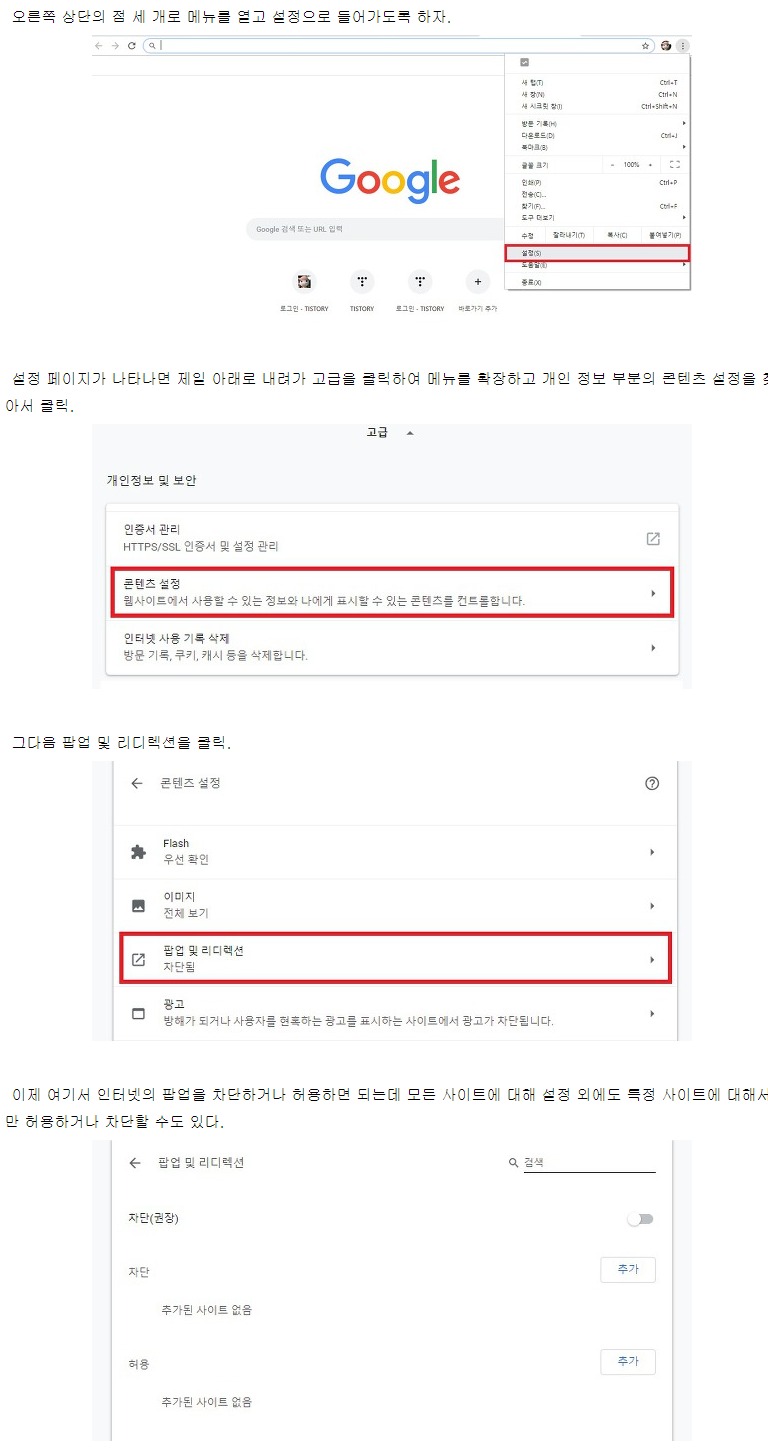 오른쪽 상단의 점 세 개로 메뉴를 열고 설정으로 들어가도록 하자.
새 탭(T) Ctrl+T
새 창(N) Ctrl+N
새 시크릿 창(I) Ctrl+Shift+N
방문 기록(H)
다운로드(D) Ctrl+J
북마크(B)
글꼴 크기 - 100% +
인쇄(P) Ctrl+P
전송(C)...
찾기(F)... Ctrl+F
도구 더보기
수정 잘라내기(T) 복사(C) 붙여넣기(P)
설정(S)
도움말(E)
종료(X)
Google
Google 검색 또는 URL 입력
로그인 - TISTORY TISTORY 로그인 - TISTORY 바로가기 추가
설정 페이지가 나타나면 제일 아래로 내려가 고급을 클릭하여 메뉴를 확장하고 개인 정보 부분의 콘텐츠 설정을 찾
아서 클릭.
고급
개인정보 및 보안
인증서 관리
HTTPS/SSL 인증서 및 설정 관리
콘텐츠 설정
웹사이트에서 사용할 수 있는 정보와 나에게 표시할 수 있는 콘텐츠를 컨트롤합니다.
인터넷 사용 기록 삭제
방문 기록, 쿠키, 캐시 등을 삭제합니다.
그다음 팝업 및 리디렉션을 클릭.
콘텐츠 설정
Flash
우선 확인
이미지
전체 보기
팝업 및 리디렉션
차단됨
광고
방해가 되거나 사용자를 현혹하는 광고를 표시하는 사이트에서 광고가 차단됩니다.
이제 여기서 인터넷의 팝업을 차단하거나 허용하면 되는데 모든 사이트에 대해 설정 외에도 특정 사이트에 대해서
만 허용하거나 차단할 수도 있다.
팝업 및 리디렉션 검색
차단(권장)
차단 추가
추가된 사이트 없음
허용 추가
추가된 사이트 없음